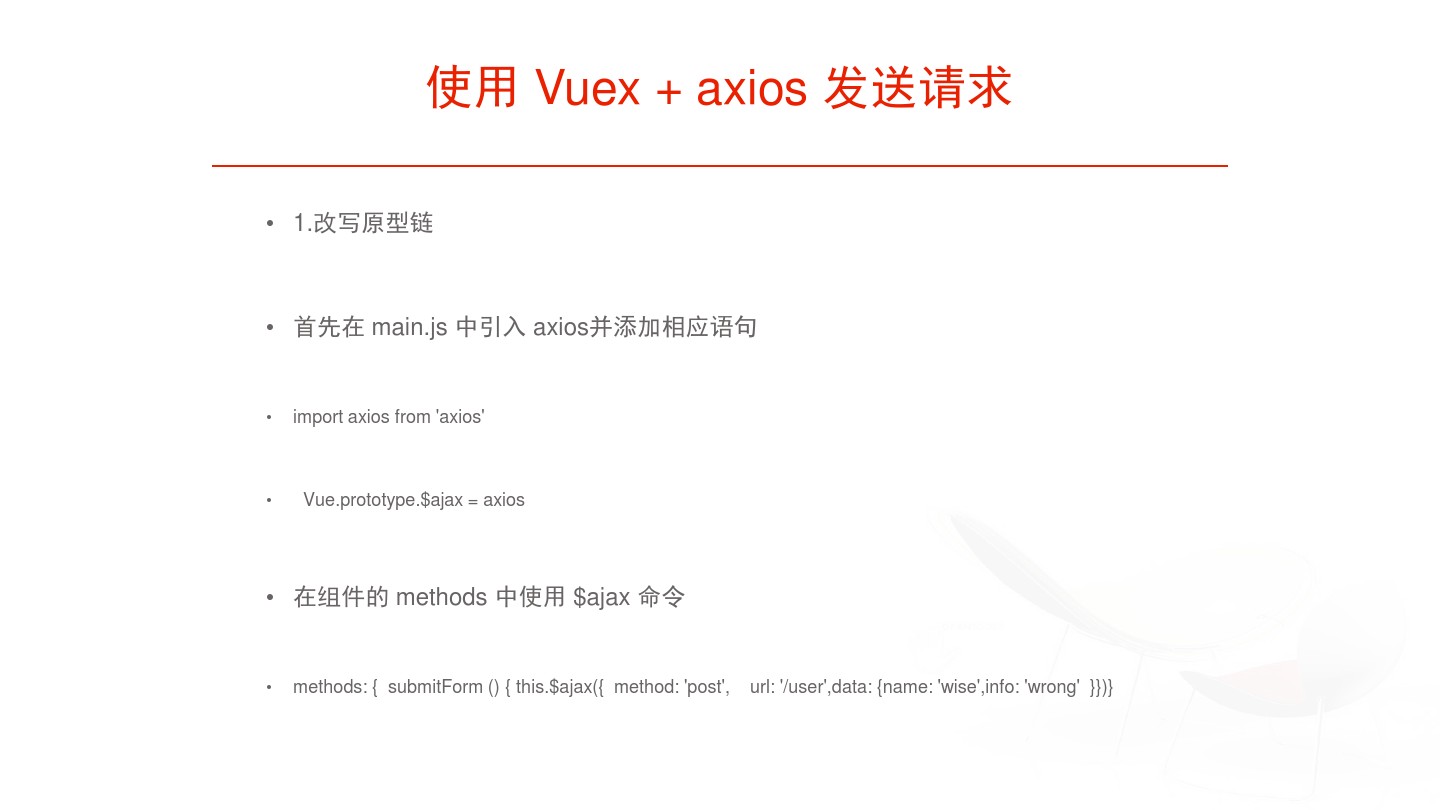 使用 Vuex + axios 发送请求
• 1.改写原型链
• 首先在 main.js 中引入 axios并添加相应语句
• import axios from 'axios'
• Vue.prototype.$ajax = axios
• 在组件的 methods 中使用 $ajax 命令
• methods: {  submitForm () { this.$ajax({  method: 'post',    url: '/user',data: {name: 'wise',info: 'wrong'  }})}